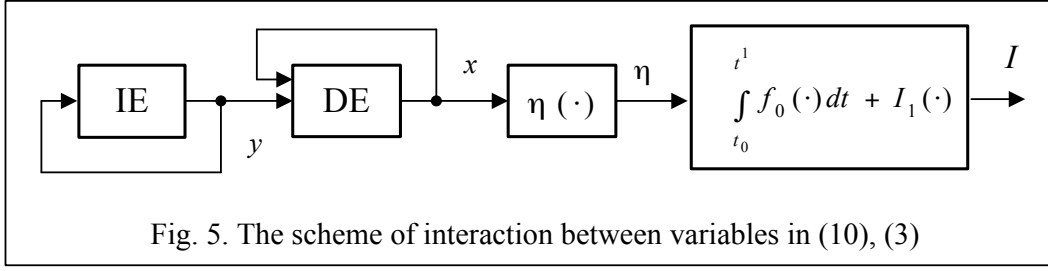 IE
y
DE
x
η (·)
η
t¹
∫ f₀ (·) dt + I₁ (·)
t₀
I
Fig. 5. The scheme of interaction between variables in (10), (3)